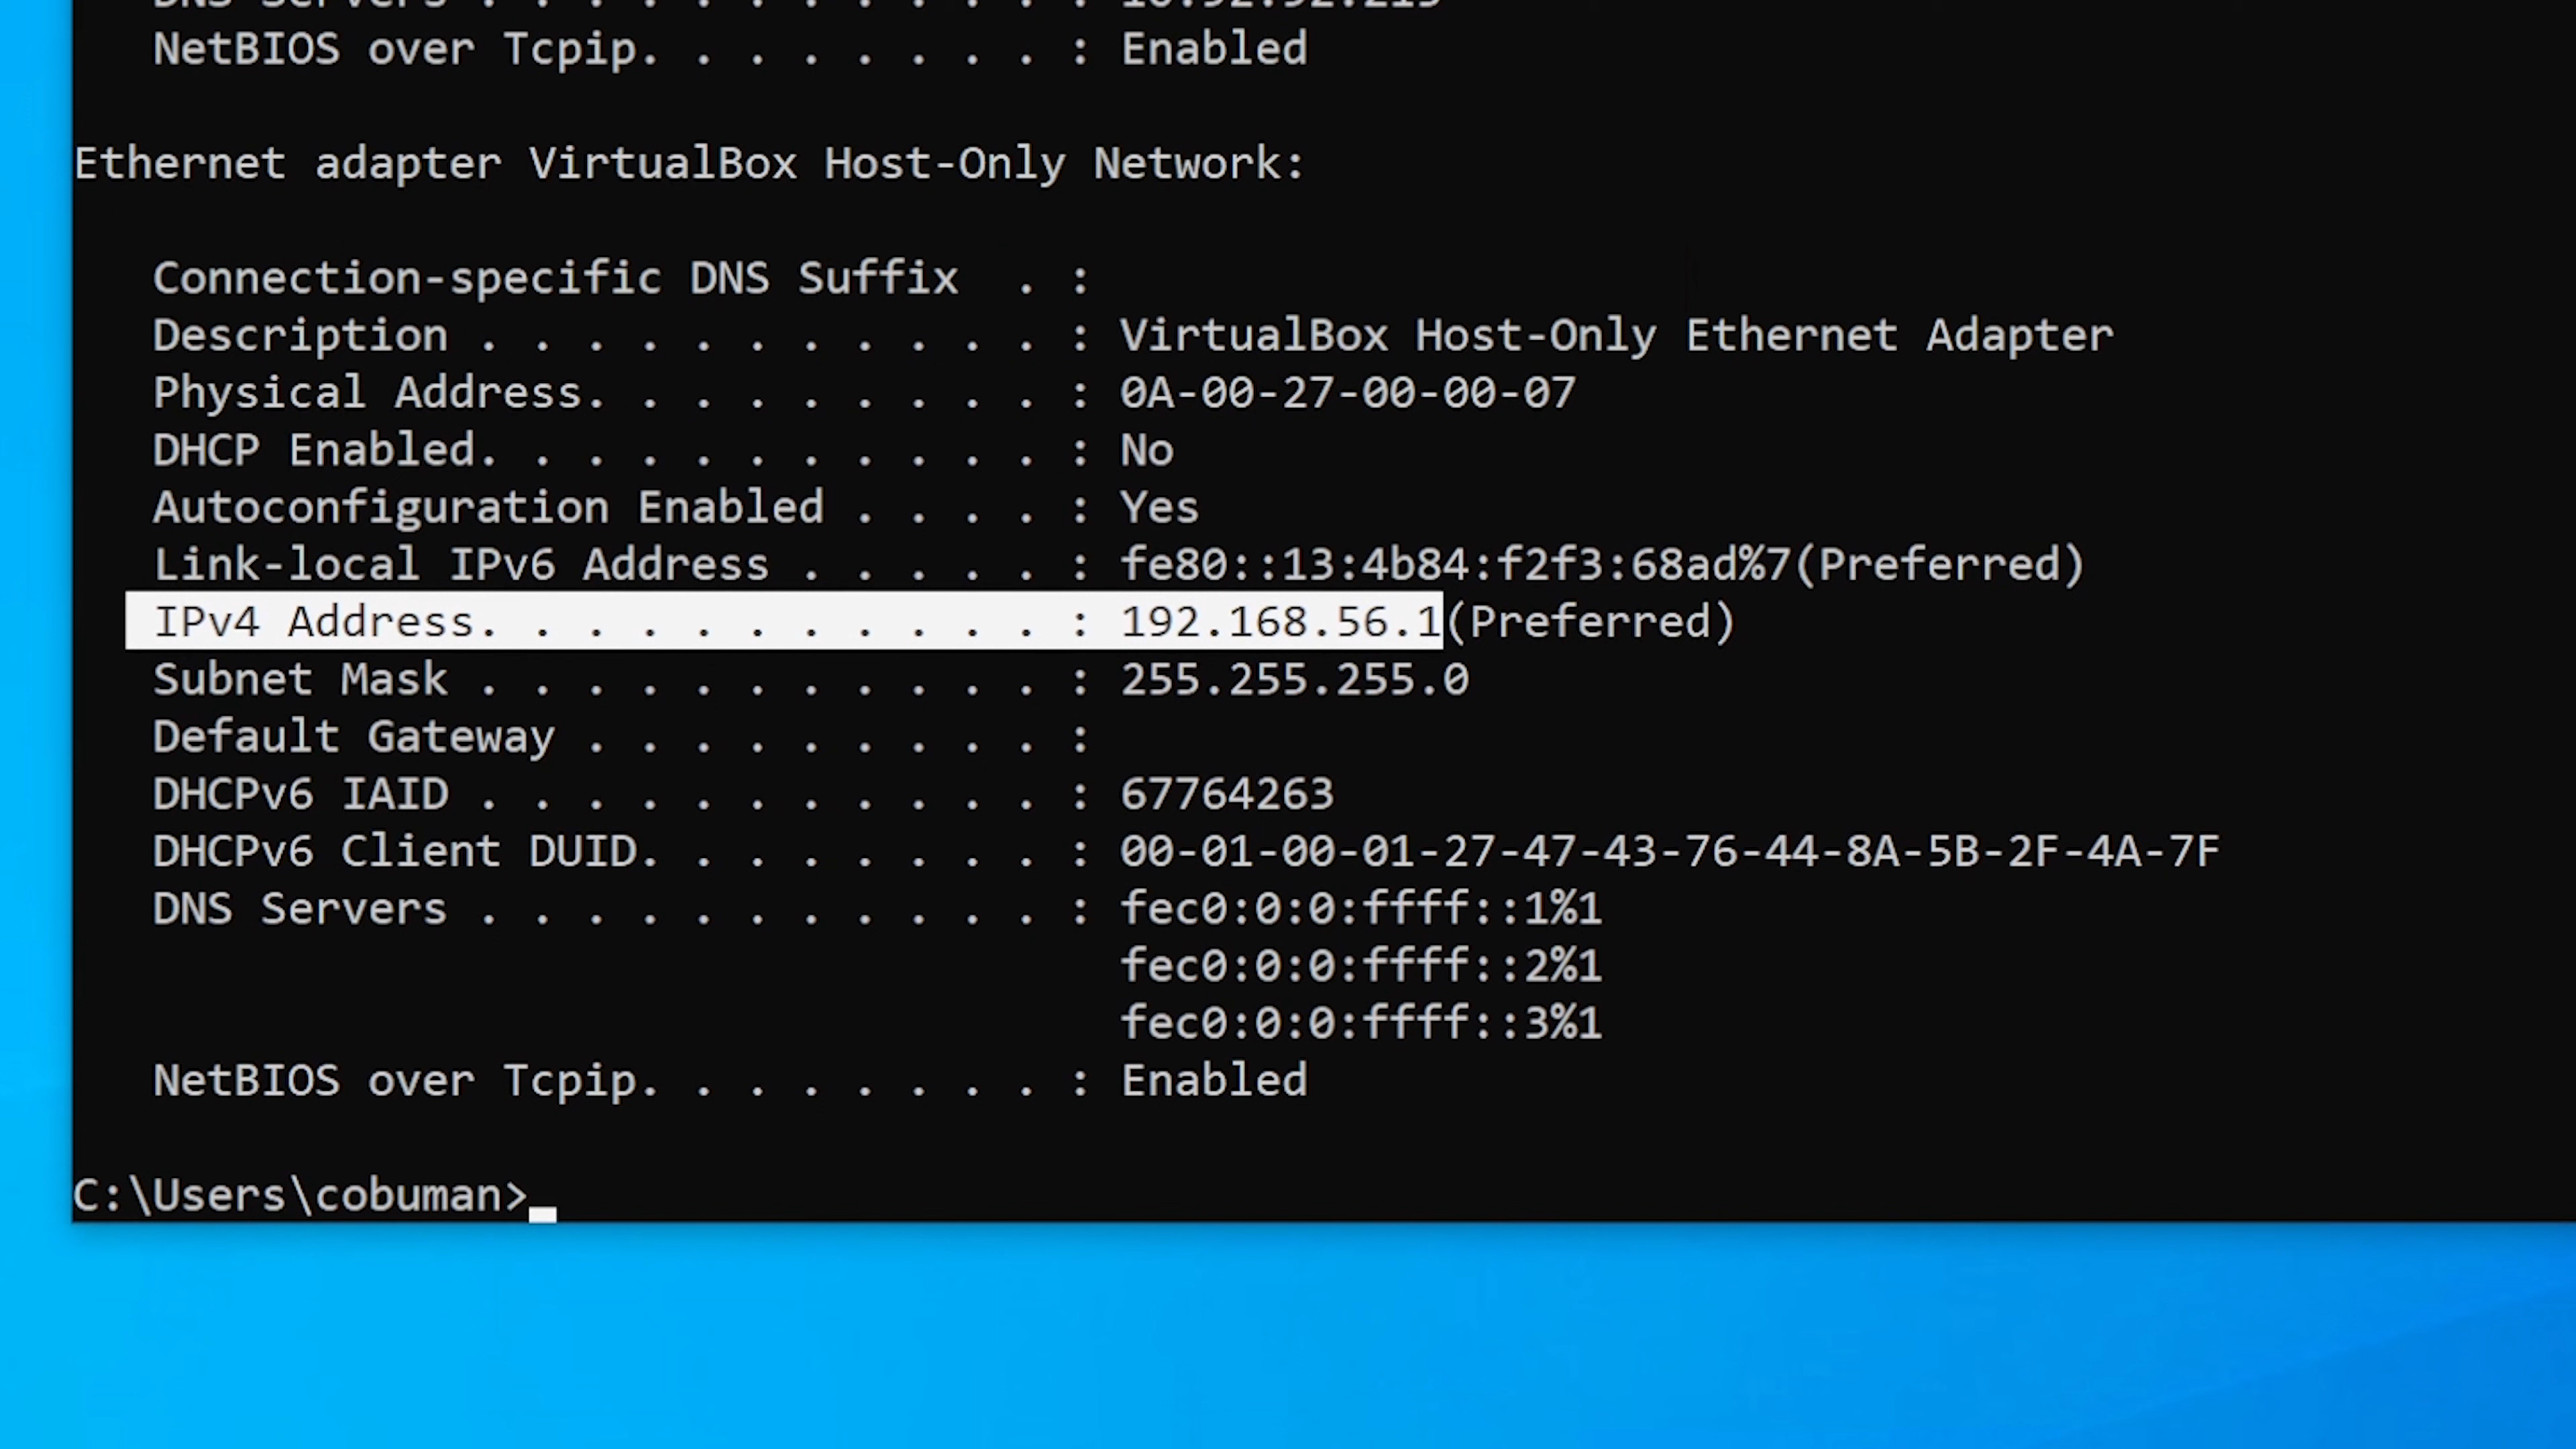 DNS Servers . . . . . . . . . . . :
NetBIOS over Tcpip. . . . . . . . : Enabled
Ethernet adapter VirtualBox Host-Only Network:
Connection-specific DNS Suffix  . :
Description . . . . . . . . . . . : VirtualBox Host-Only Ethernet Adapter
Physical Address. . . . . . . . . : 0A-00-27-00-00-07
DHCP Enabled. . . . . . . . . . . : No
Autoconfiguration Enabled . . . . : Yes
Link-local IPv6 Address . . . . . : fe80::13:4b84:f2f3:68ad%7(Preferred)
IPv4 Address. . . . . . . . . . . : 192.168.56.1(Preferred)
Subnet Mask . . . . . . . . . . . : 255.255.255.0
Default Gateway . . . . . . . . . :
DHCPv6 IAID . . . . . . . . . . . : 67764263
DHCPv6 Client DUID. . . . . . . . : 00-01-00-01-27-47-43-76-44-8A-5B-2F-4A-7F
DNS Servers . . . . . . . . . . . : fec0:0:0:ffff::1%1
fec0:0:0:ffff::2%1
fec0:0:0:ffff::3%1
NetBIOS over Tcpip. . . . . . . . : Enabled
C:\Users\cobuman>